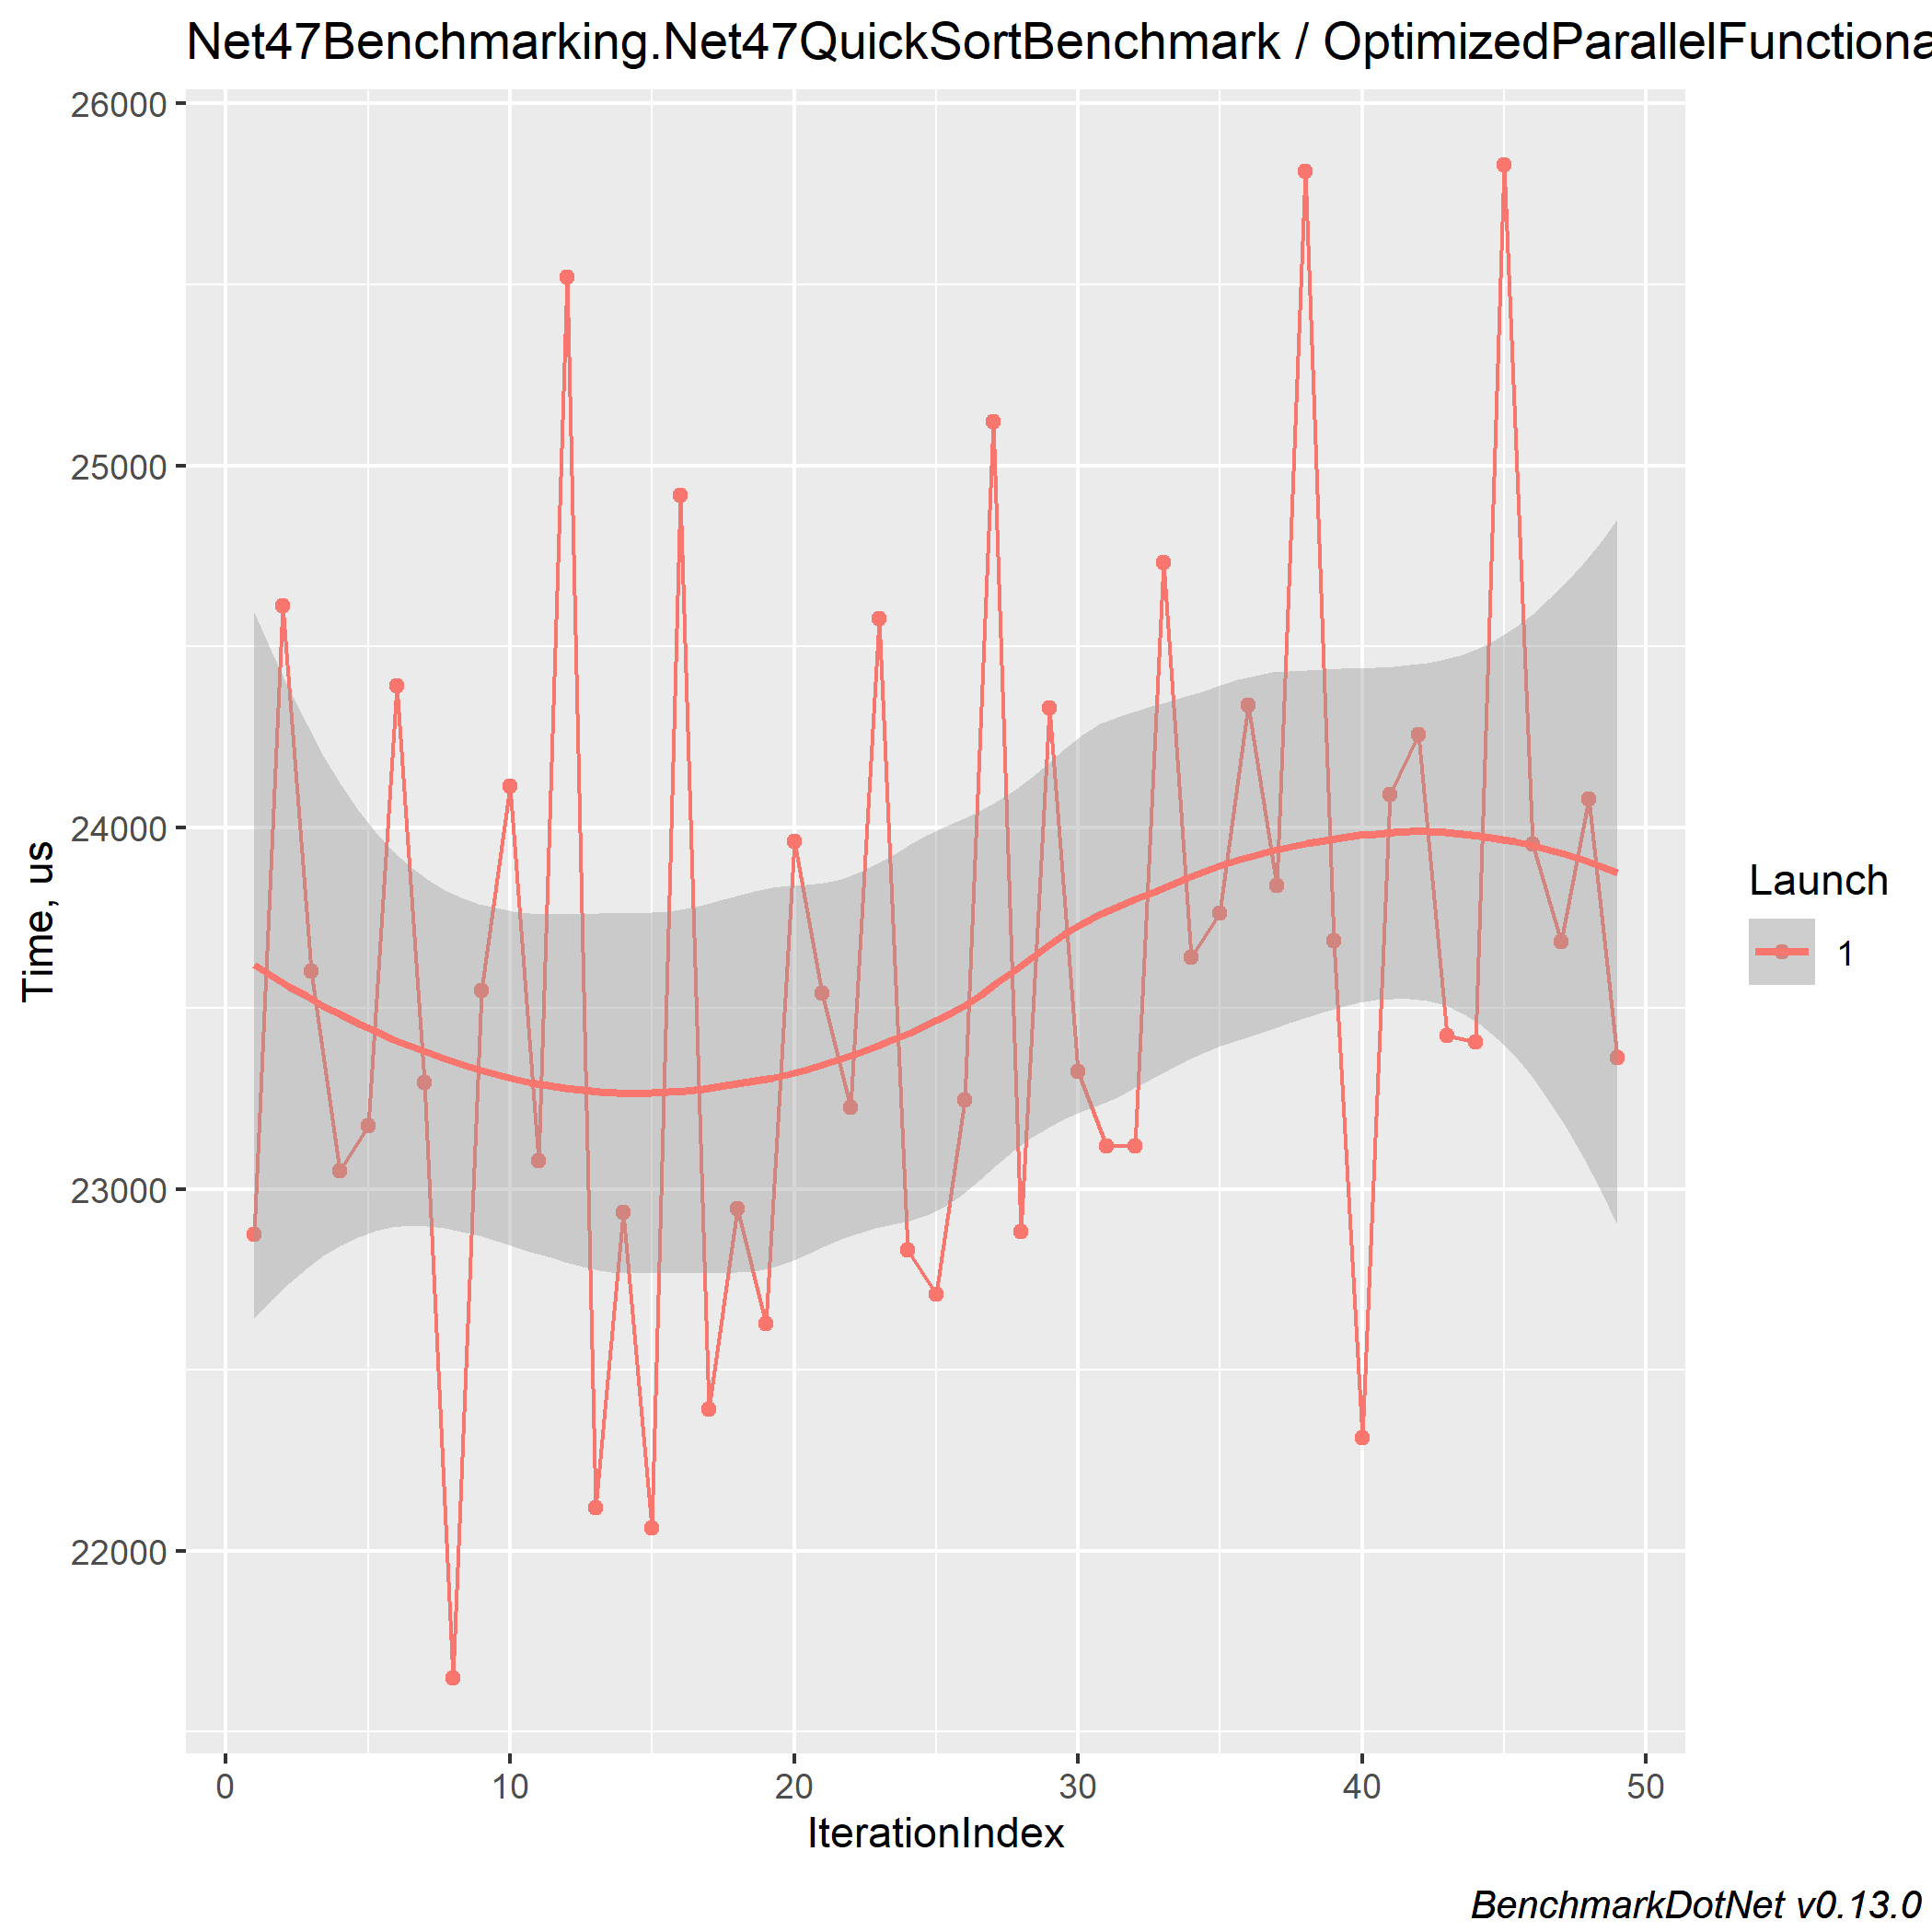 Net47Benchmarking.Net47QuickSortBenchmark / OptimizedParallelFunctiona
26000
25000
24000
23000
22000
Time, us
0 10 20 30 40 50
IterationIndex
Launch
1
BenchmarkDotNet v0.13.0